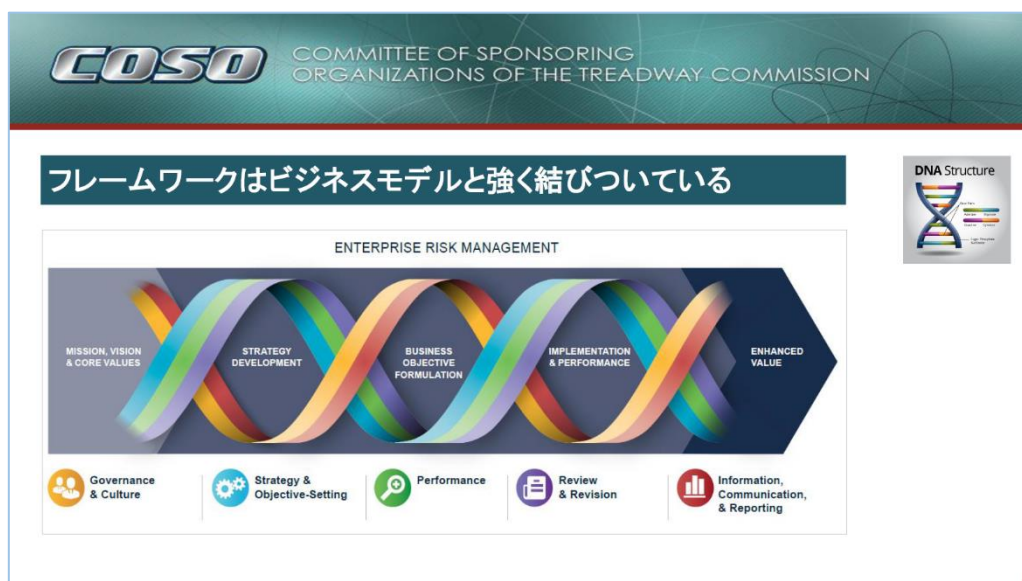 COSO
COMMITTEE OF SPONSORING
ORGANIZATIONS OF THE TREADWAY COMMISSION
フレームワークはビジネスモデルと強く結びついている
DNA Structure
ENTERPRISE RISK MANAGEMENT
MISSION, VISION
& CORE VALUES
STRATEGY
DEVELOPMENT
BUSINESS
OBJECTIVE
FORMULATION
IMPLEMENTATION
& PERFORMANCE
ENHANCED
VALUE
Governance
& Culture
Strategy &
Objective-Setting
Performance
Review
& Revision
Information,
Communication,
& Reporting